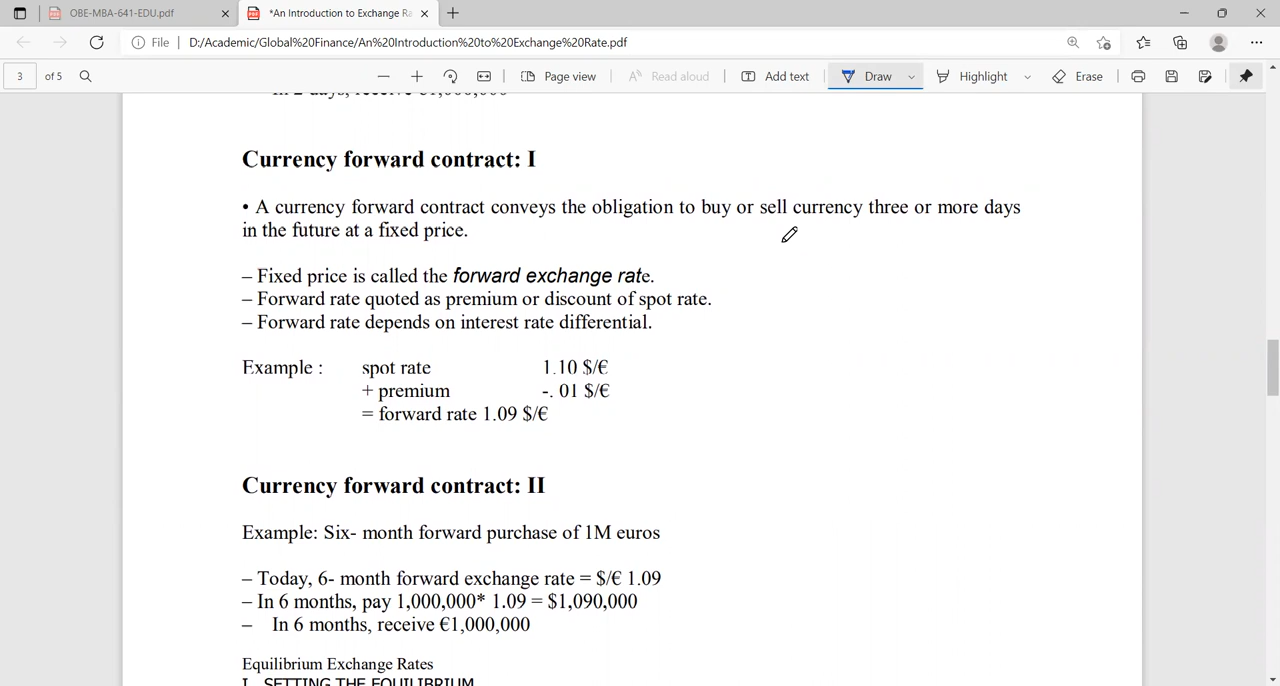 OBE-MBA-641-EDU.pdf
*An Introduction to Exchange Ra
File
D:/Academic/Global%20Finance/An%20Introduction%20to%20Exchange%20Rate.pdf
3 of 5
Page view
Read aloud
Add text
Draw
Highlight
Erase
Currency forward contract: I
• A currency forward contract conveys the obligation to buy or sell currency three or more days
in the future at a fixed price.
– Fixed price is called the forward exchange rate.
– Forward rate quoted as premium or discount of spot rate.
– Forward rate depends on interest rate differential.
Example : spot rate 1.10 $/€
+ premium -. 01 $/€
= forward rate 1.09 $/€
Currency forward contract: II
Example: Six- month forward purchase of 1M euros
– Today, 6- month forward exchange rate = $/€ 1.09
– In 6 months, pay 1,000,000* 1.09 = $1,090,000
– In 6 months, receive €1,000,000
Equilibrium Exchange Rates
I. SETTING THE EQUILIBRIUM